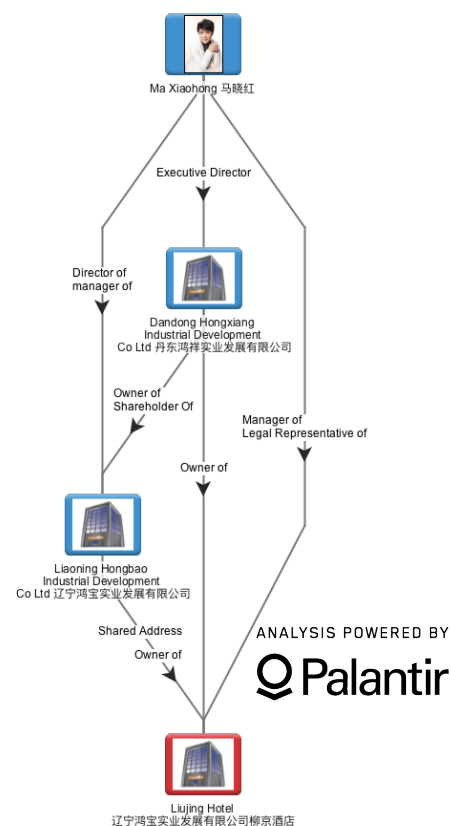 Ma Xiaohong 马晓红
Executive Director
Director of
manager of
Dandong Hongxiang
Industrial Development
Co Ltd 丹东鸿祥实业发展有限公司
Owner of
Shareholder Of
Manager of
Legal Representative of
Owner of
Liaoning Hongbao
Industrial Development
Co Ltd 辽宁鸿宝实业发展有限公司
Shared Address
Owner of
ANALYSIS POWERED BY
Palantir
Liujing Hotel
辽宁鸿宝实业发展有限公司柳京酒店